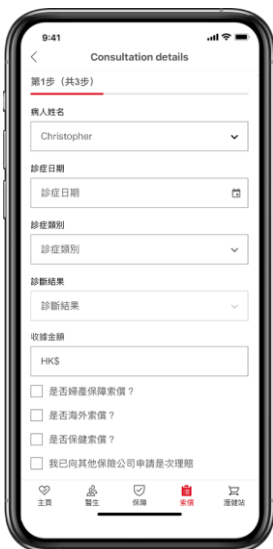 9:41
Consultation details
第1步（共3步）
病人姓名
Christopher
診症日期
診症日期
診症類別
診症類別
診斷結果
診斷結果
收據金額
HK$
是否婦產保障索償？
是否海外索償？
是否保健索償？
我已向其他保險公司申請是次理賠
主頁 醫生 保障 索償 滙健站